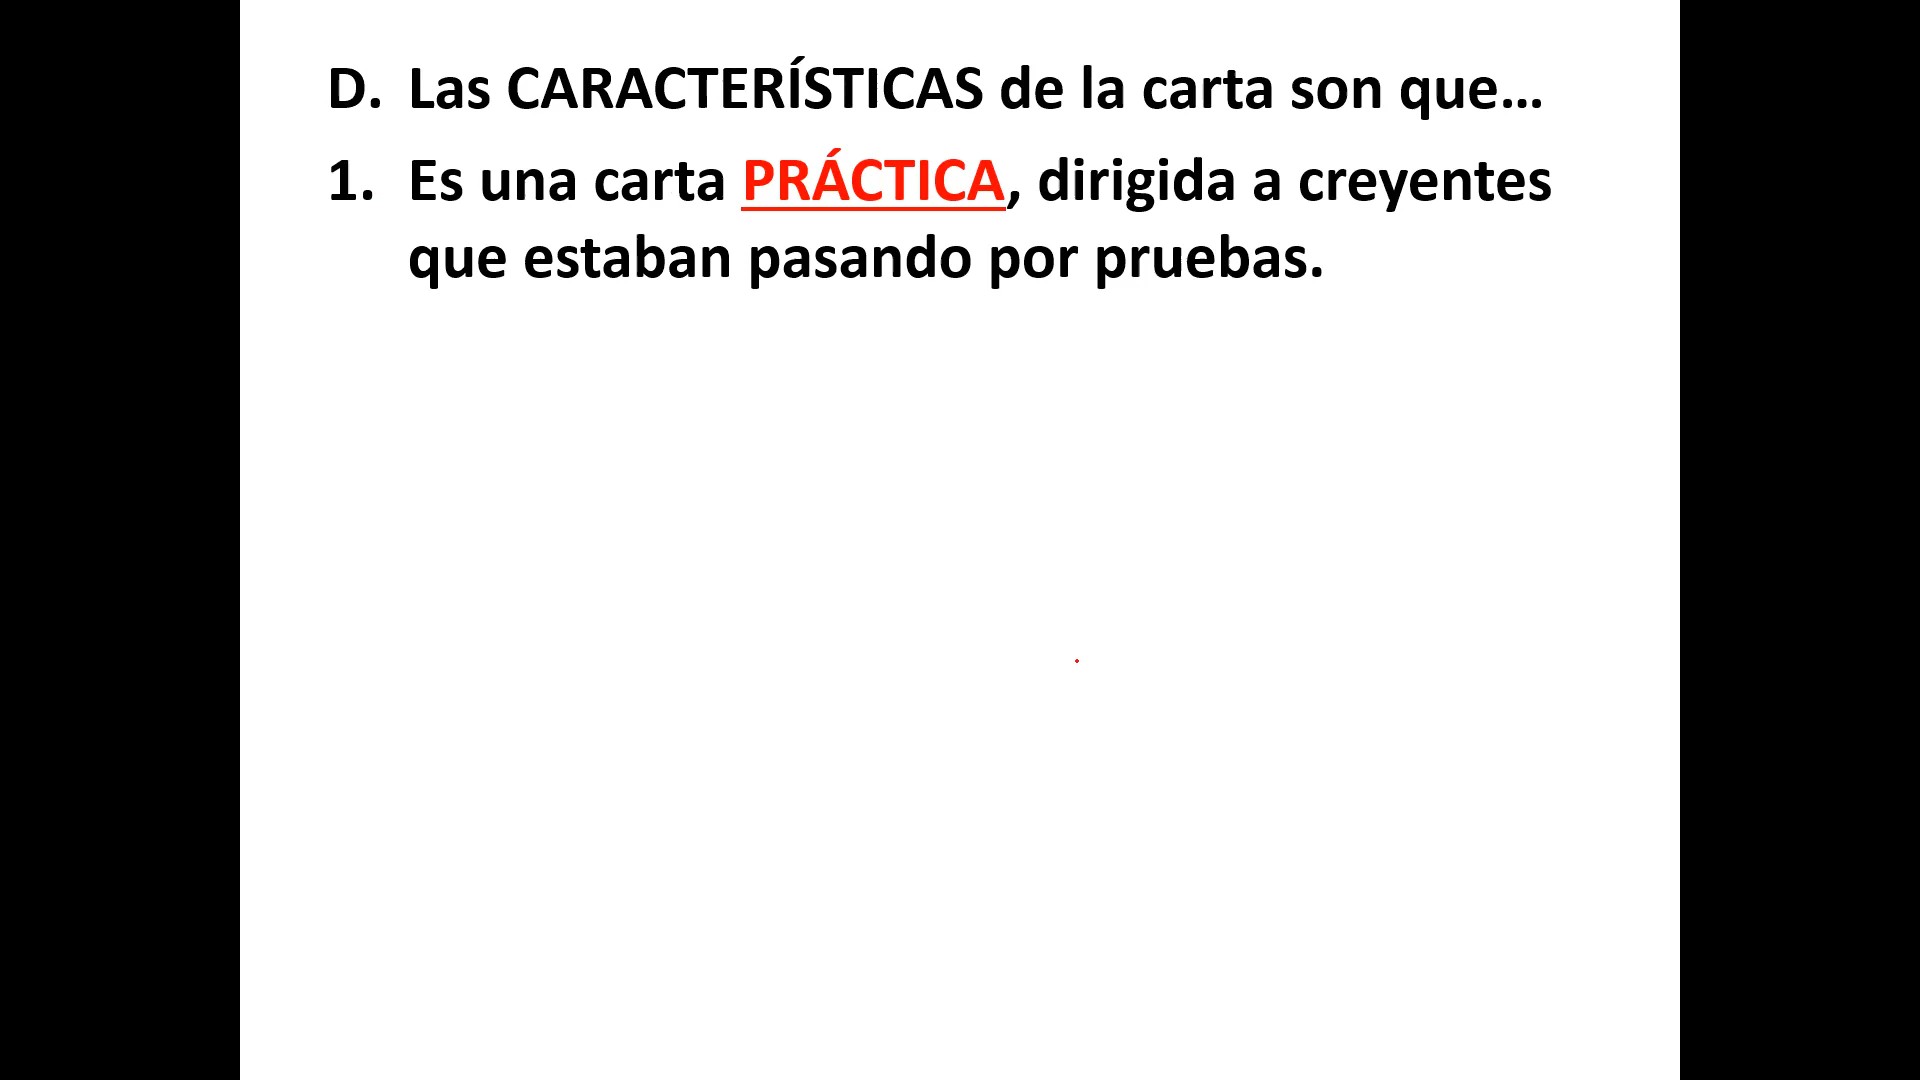 D. Las CARACTERÍSTICAS de la carta son que…
1. Es una carta PRÁCTICA, dirigida a creyentes
que estaban pasando por pruebas.